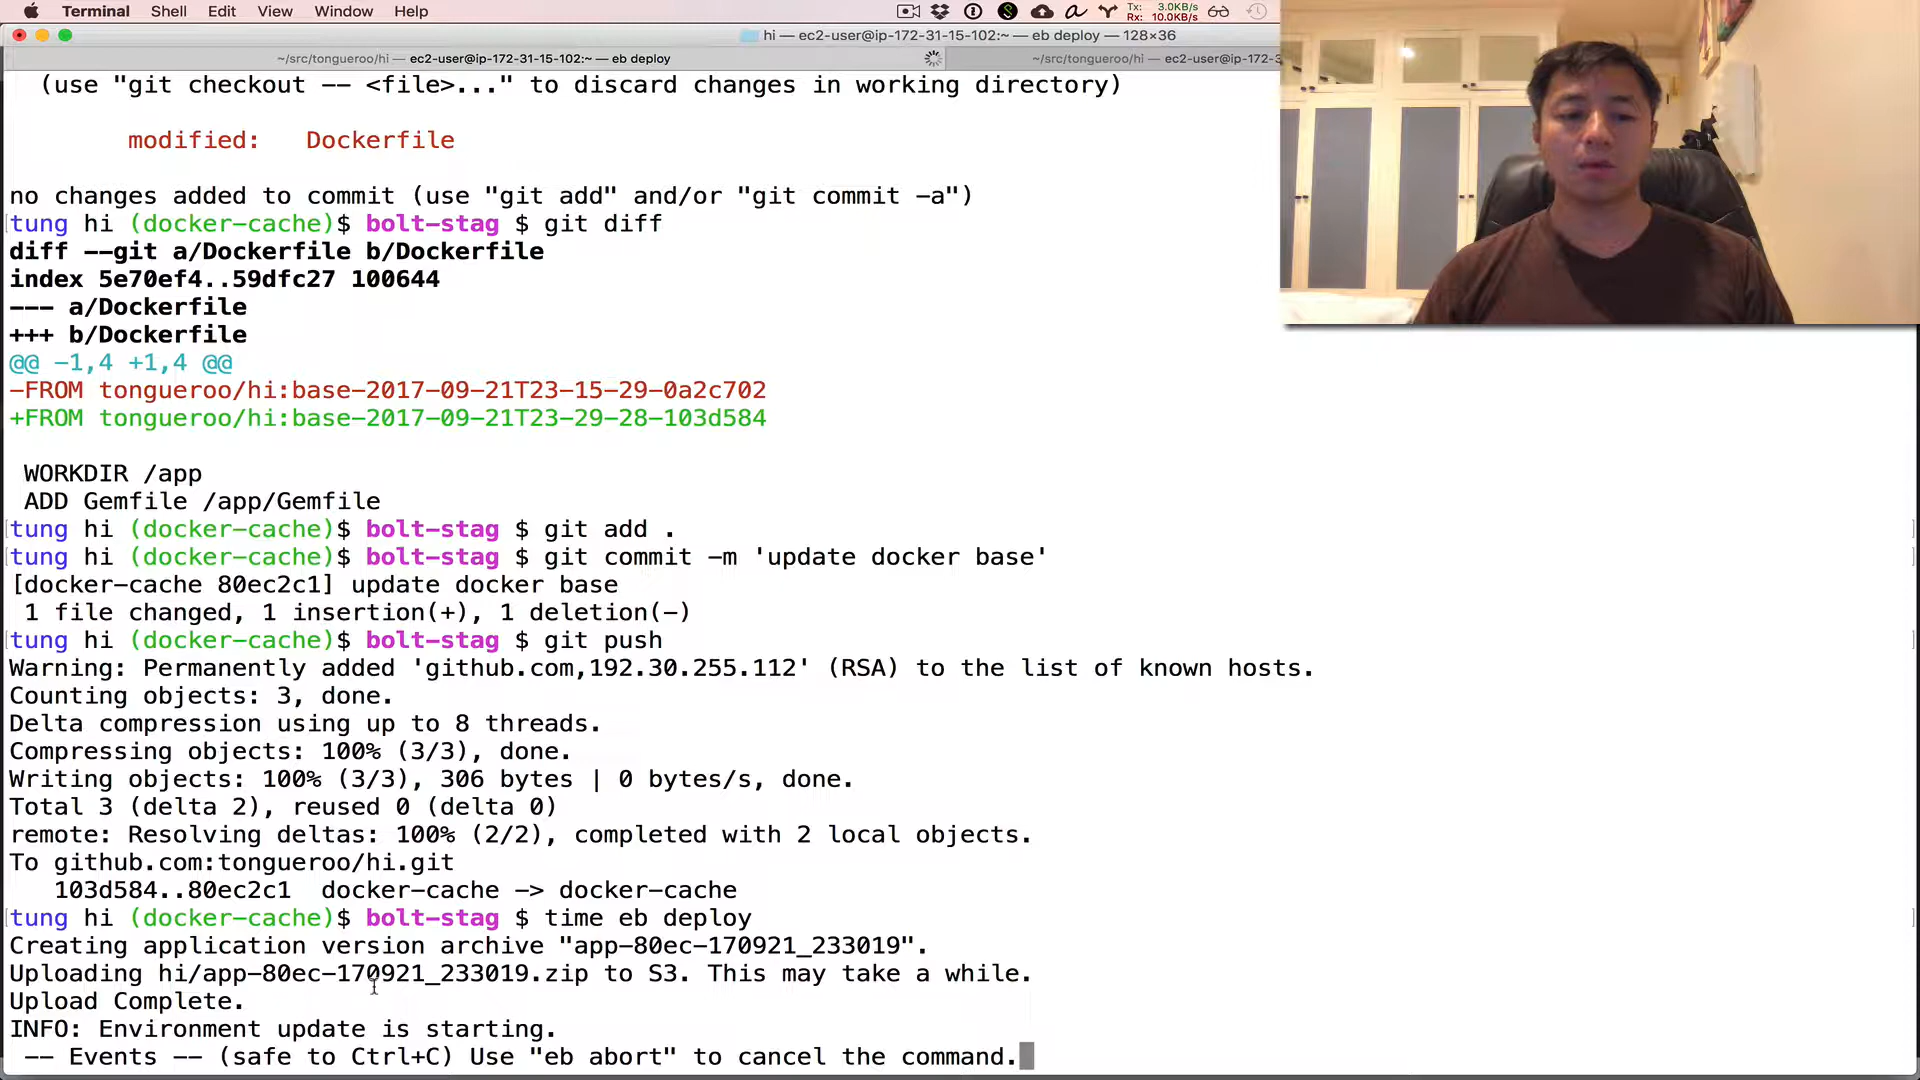 Terminal Shell Edit View Window Help
Tx: 3.0KB/s
Rx: 10.0KB/s
hi — ec2-user@ip-172-31-15-102:~ — eb deploy — 128×36
~/src/tongueroo/hi — ec2-user@ip-172-31-15-102:~ — eb deploy
~/src/tongueroo/hi — ec2-user@ip-172-3
(use "git checkout -- <file>..." to discard changes in working directory)
modified: Dockerfile
no changes added to commit (use "git add" and/or "git commit -a")
tung hi (docker-cache)$ bolt-stag $ git diff
diff --git a/Dockerfile b/Dockerfile
index 5e70ef4..59dfc27 100644
--- a/Dockerfile
+++ b/Dockerfile
@@ -1,4 +1,4 @@
-FROM tongueroo/hi:base-2017-09-21T23-15-29-0a2c702
+FROM tongueroo/hi:base-2017-09-21T23-29-28-103d584
WORKDIR /app
ADD Gemfile /app/Gemfile
tung hi (docker-cache)$ bolt-stag $ git add .
tung hi (docker-cache)$ bolt-stag $ git commit -m 'update docker base'
[docker-cache 80ec2c1] update docker base
1 file changed, 1 insertion(+), 1 deletion(-)
tung hi (docker-cache)$ bolt-stag $ git push
Warning: Permanently added 'github.com,192.30.255.112' (RSA) to the list of known hosts.
Counting objects: 3, done.
Delta compression using up to 8 threads.
Compressing objects: 100% (3/3), done.
Writing objects: 100% (3/3), 306 bytes | 0 bytes/s, done.
Total 3 (delta 2), reused 0 (delta 0)
remote: Resolving deltas: 100% (2/2), completed with 2 local objects.
To github.com:tongueroo/hi.git
103d584..80ec2c1 docker-cache -> docker-cache
tung hi (docker-cache)$ bolt-stag $ time eb deploy
Creating application version archive "app-80ec-170921_233019".
Uploading hi/app-80ec-170921_233019.zip to S3. This may take a while.
Upload Complete.
INFO: Environment update is starting.
-- Events -- (safe to Ctrl+C) Use "eb abort" to cancel the command.